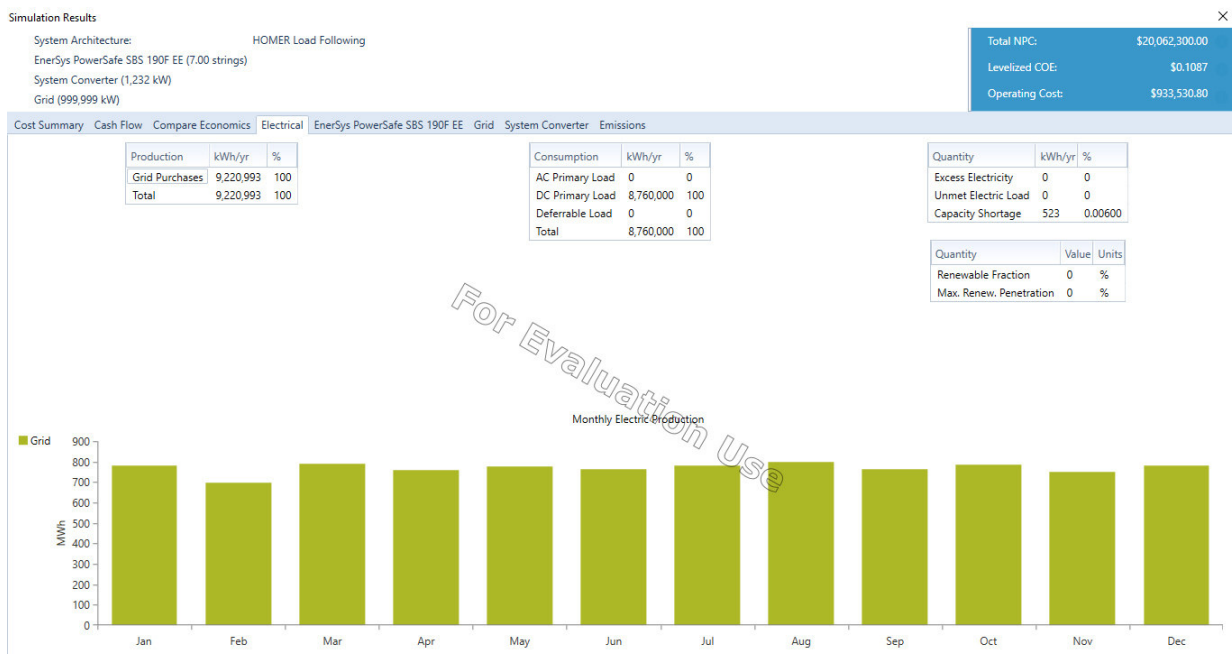 Simulation Results
System Architecture: HOMER Load Following
EnerSys PowerSafe SBS 190F EE (7.00 strings)
System Converter (1,232 kW)
Grid (999,999 kW)
Total NPC: $20,062,300.00
Levelized COE: $0.1087
Operating Cost: $933,530.80
Cost Summary Cash Flow Compare Economics Electrical EnerSys PowerSafe SBS 190F EE Grid System Converter Emissions
Production kWh/yr %
Grid Purchases 9,220,993 100
Total 9,220,993 100
Consumption kWh/yr %
AC Primary Load 0 0
DC Primary Load 8,760,000 100
Deferrable Load 0 0
Total 8,760,000 100
Quantity kWh/yr %
Excess Electricity 0 0
Unmet Electric Load 0 0
Capacity Shortage 523 0.00600
Quantity Value Units
Renewable Fraction 0 %
Max. Renew. Penetration 0 %
For Evaluation Use
Monthly Electric Production
Grid
900
800
700
600
500
400
300
200
100
0
MWh
Jan Feb Mar Apr May Jun Jul Aug Sep Oct Nov Dec